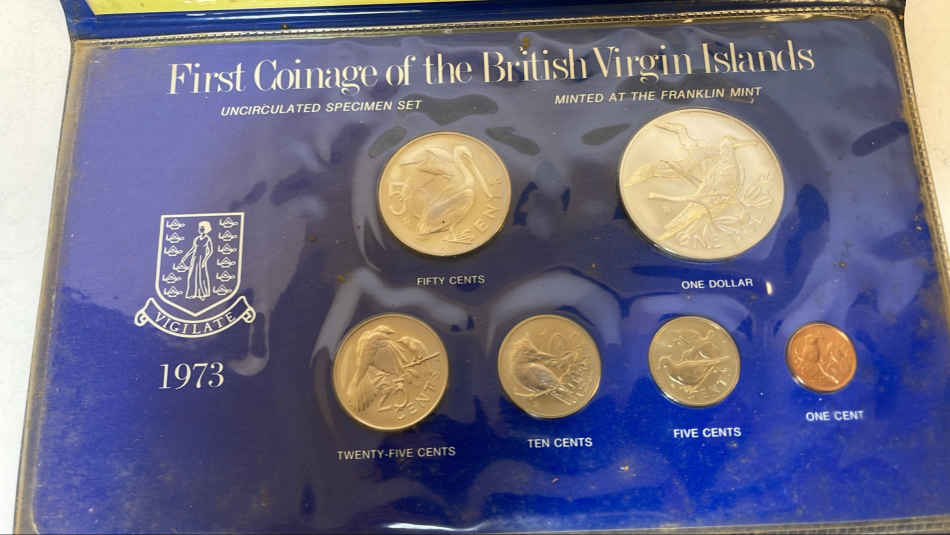 First Coinage of the British Virgin Islands
UNCIRCULATED SPECIMEN SET
MINTED AT THE FRANKLIN MINT
FIFTY CENTS
ONE DOLLAR
VIGILATE
1973
TWENTY-FIVE CENTS
TEN CENTS
FIVE CENTS
ONE CENT